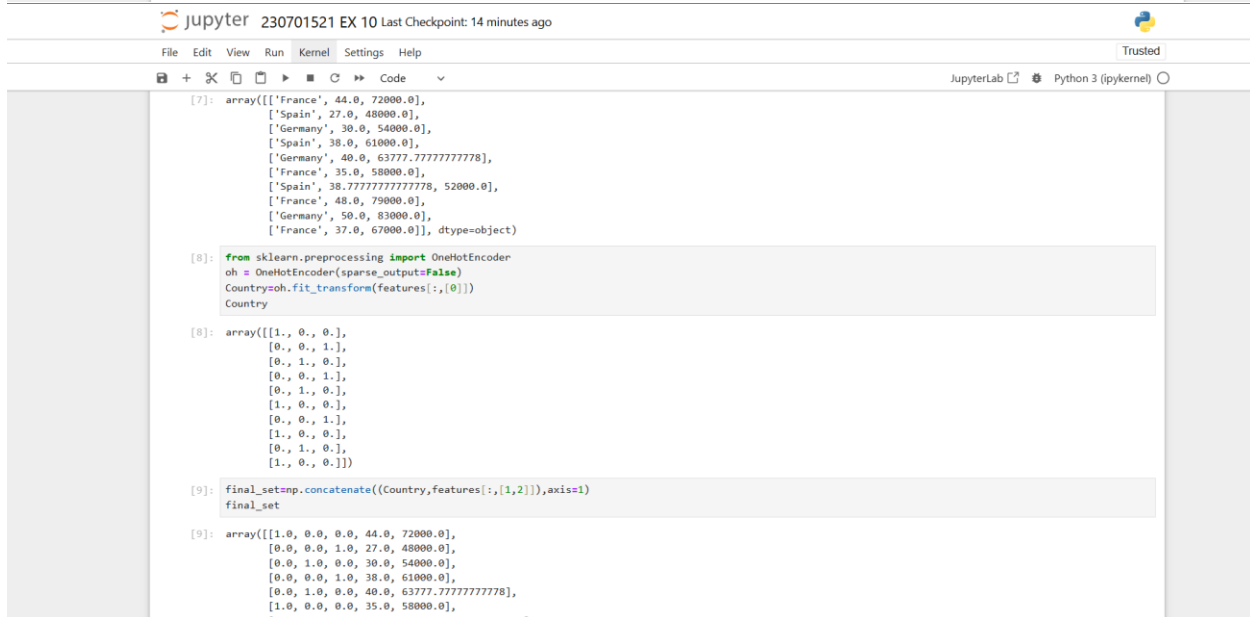 jupyter 230701521 EX 10 Last Checkpoint: 14 minutes ago
File Edit View Run Kernel Settings Help Trusted
Code JupyterLab Python 3 (ipykernel)
[7]: array([['France', 44.0, 72000.0],
['Spain', 27.0, 48000.0],
['Germany', 30.0, 54000.0],
['Spain', 38.0, 61000.0],
['Germany', 40.0, 63777.77777777778],
['France', 35.0, 58000.0],
['Spain', 38.77777777777778, 52000.0],
['France', 48.0, 79000.0],
['Germany', 50.0, 83000.0],
['France', 37.0, 67000.0]], dtype=object)
[8]: from sklearn.preprocessing import OneHotEncoder
oh = OneHotEncoder(sparse_output=False)
Country=oh.fit_transform(features[:,[0]])
Country
[8]: array([[1., 0., 0.],
[0., 0., 1.],
[0., 1., 0.],
[0., 0., 1.],
[0., 1., 0.],
[1., 0., 0.],
[0., 0., 1.],
[1., 0., 0.],
[0., 1., 0.],
[1., 0., 0.]])
[9]: final_set=np.concatenate((Country,features[:,[1,2]]),axis=1)
final_set
[9]: array([[1.0, 0.0, 0.0, 44.0, 72000.0],
[0.0, 0.0, 1.0, 27.0, 48000.0],
[0.0, 1.0, 0.0, 30.0, 54000.0],
[0.0, 0.0, 1.0, 38.0, 61000.0],
[0.0, 1.0, 0.0, 40.0, 63777.77777777778],
[1.0, 0.0, 0.0, 35.0, 58000.0],